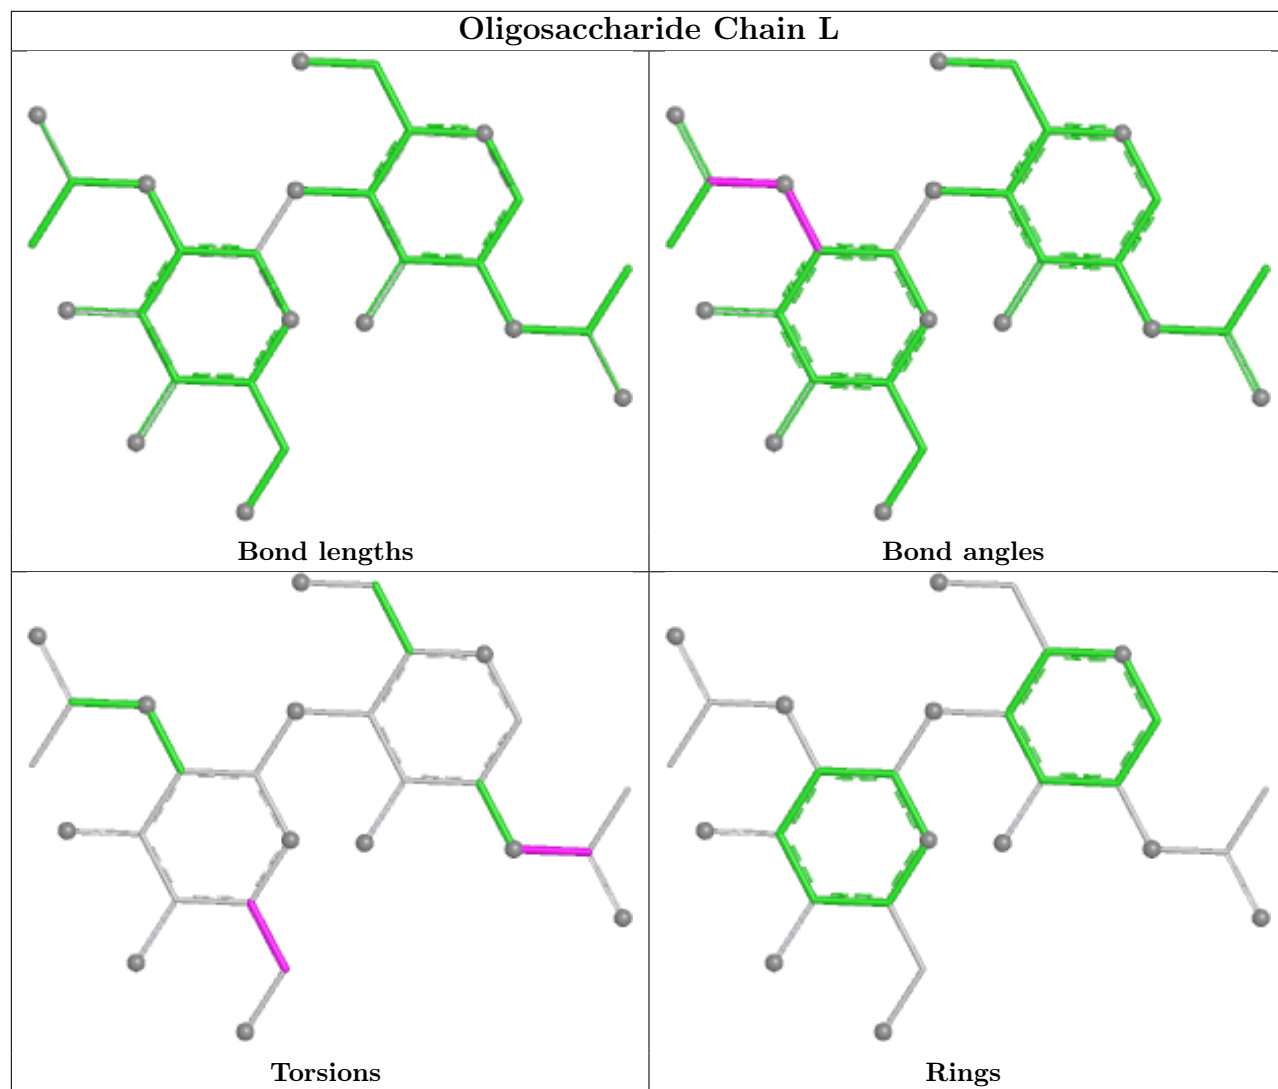 Oligosaccharide Chain L
Bond lengths
Bond angles
Torsions
Rings